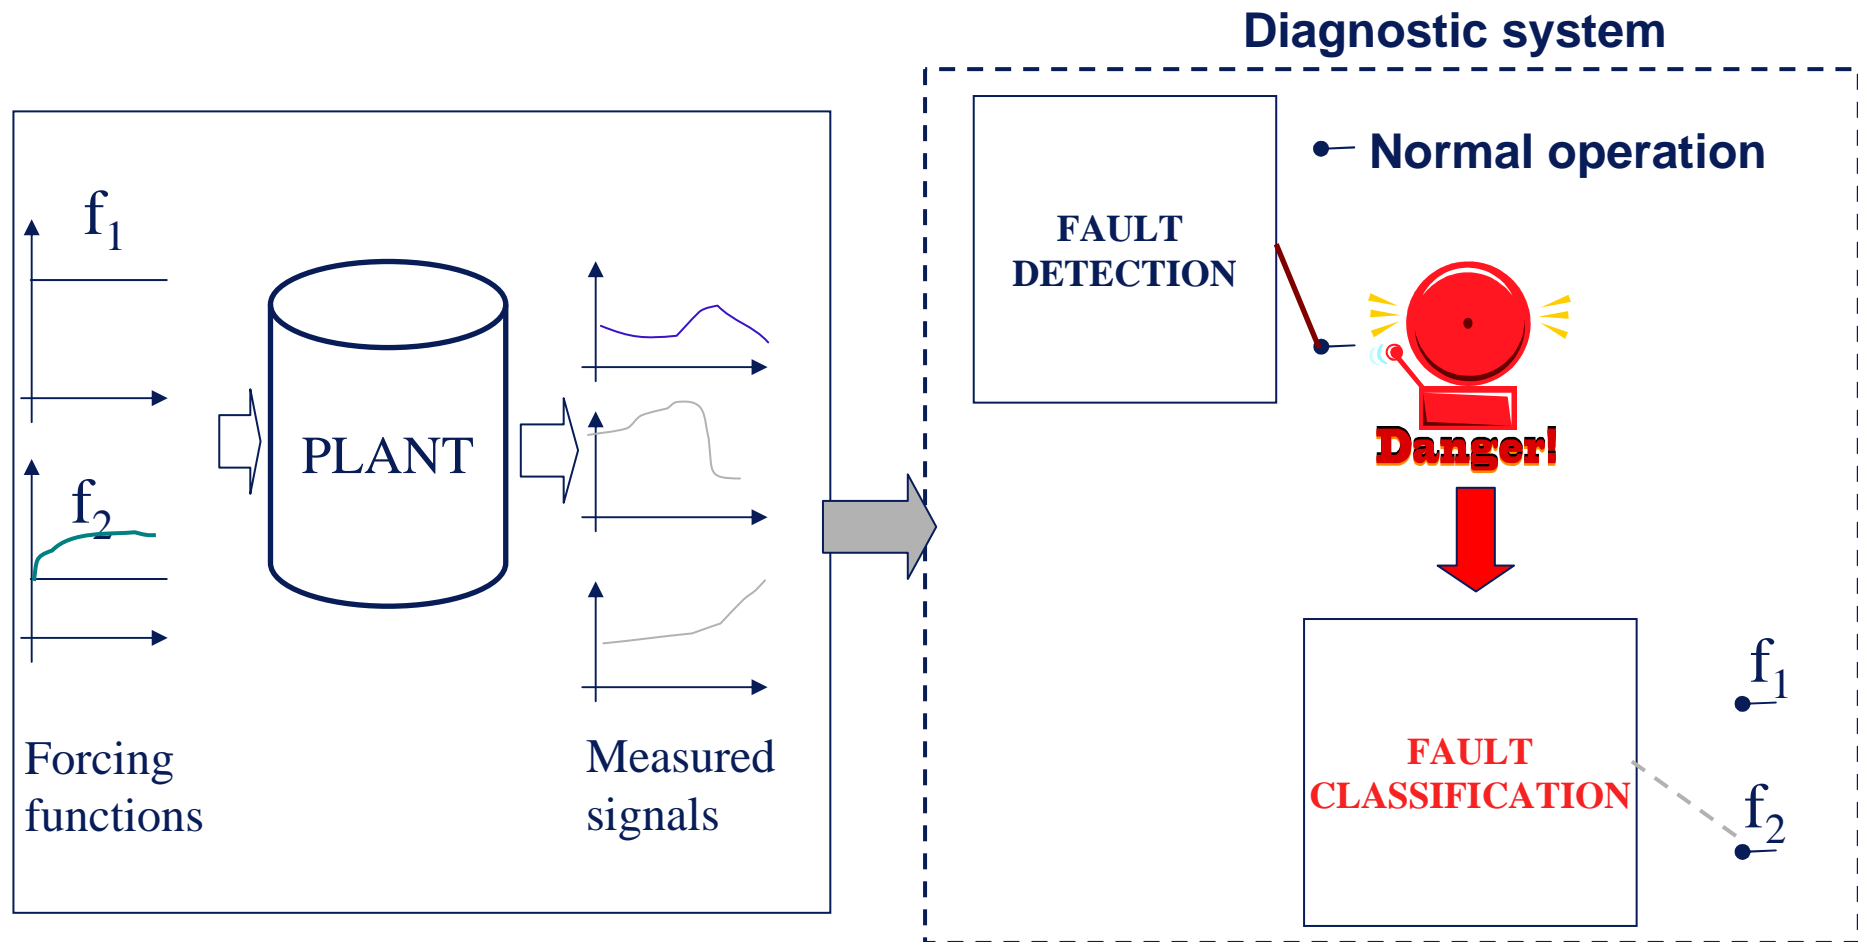 Diagnostic system
Normal operation
f1
FAULT
DETECTION
PLANT
Danger!
f2
Forcing
functions
Measured
signals
f1
FAULT
CLASSIFICATION
f2